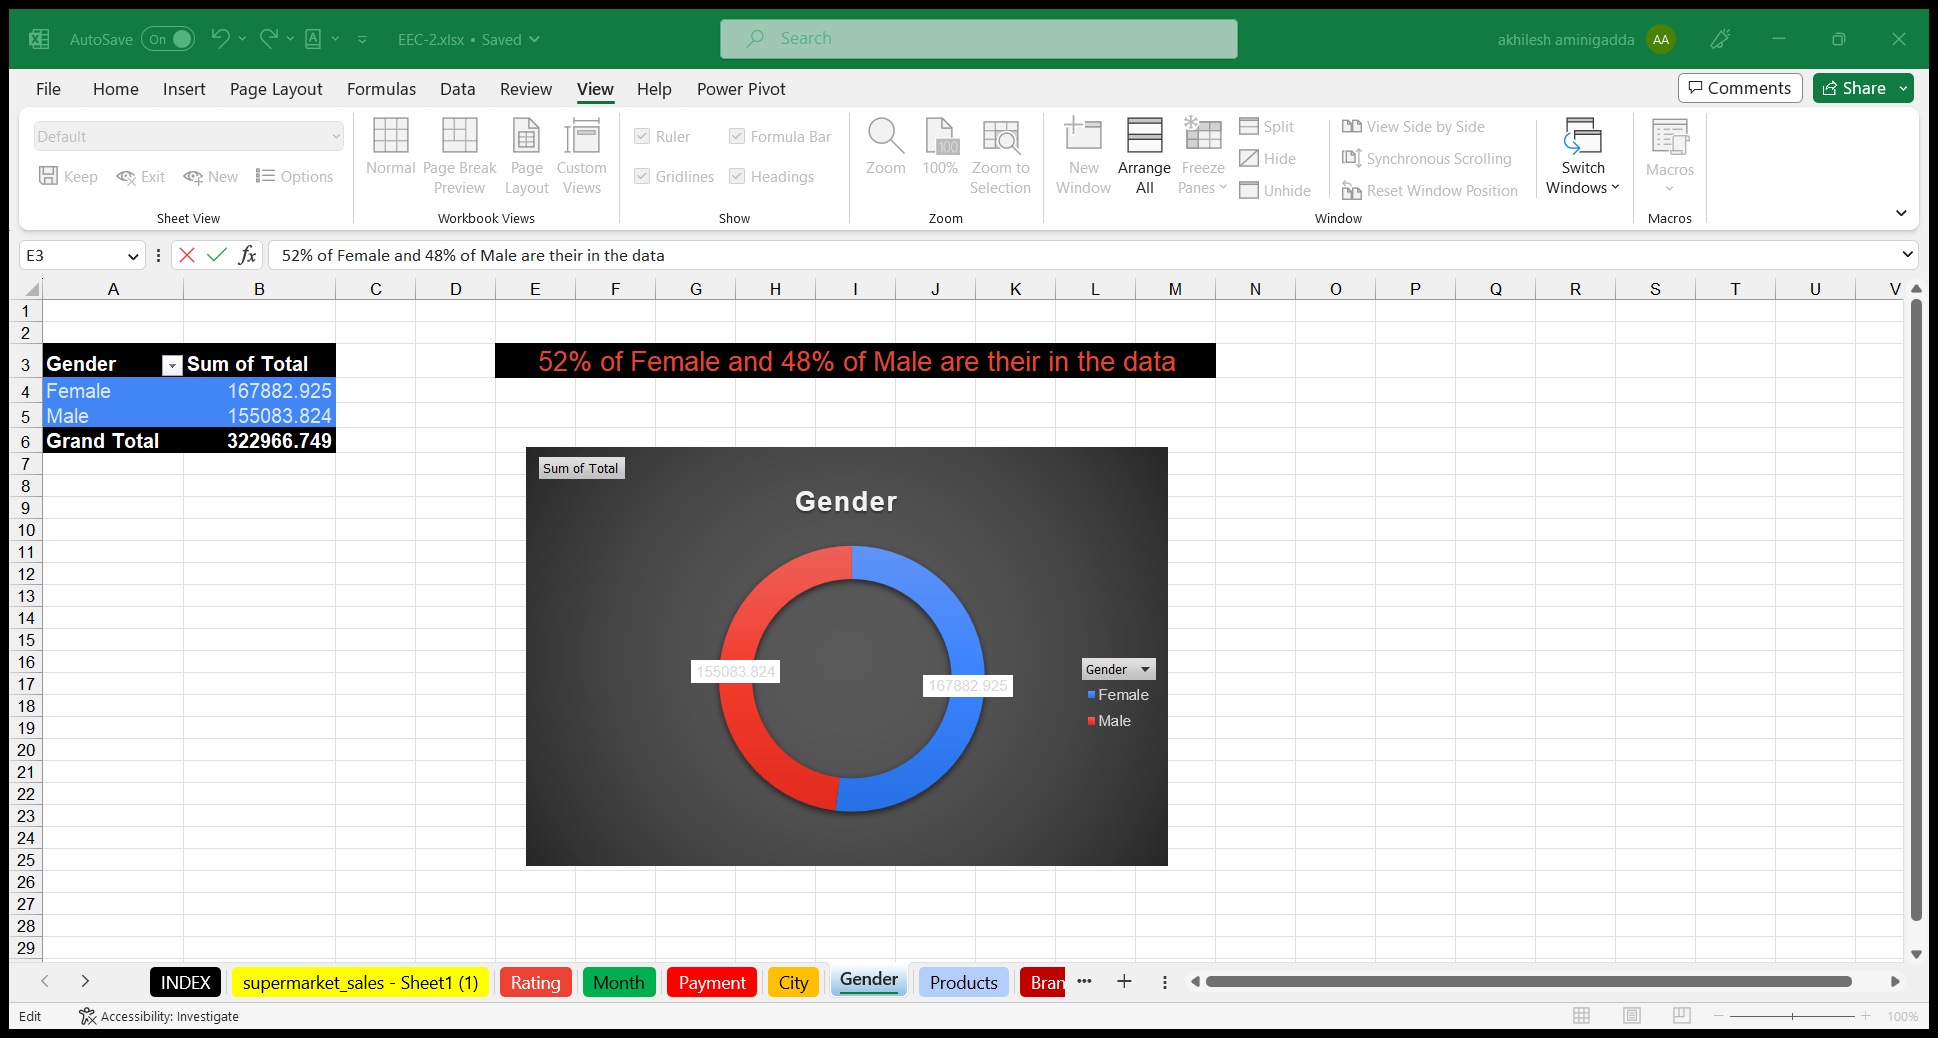 AutoSave On EEC-2.xlsx • Saved Search akhilesh aminigadda AA
File Home Insert Page Layout Formulas Data Review View Help Power Pivot Comments Share
Default
Keep Exit New Options
Sheet View
Normal Page Break Preview Page Layout Custom Views
Workbook Views
Ruler Formula Bar
Gridlines Headings
Show
Zoom 100 100% Zoom to Selection
Zoom
New Window Arrange All Freeze Panes
Split
Hide
Unhide
View Side by Side
Synchronous Scrolling
Reset Window Position
Switch Windows
Window
Macros
Macros
E3 fx 52% of Female and 48% of Male are their in the data
A B C D E F G H I J K L M N O P Q R S T U V
1
2
3 Gender Sum of Total 52% of Female and 48% of Male are their in the data
4 Female 167882.925
5 Male 155083.824
6 Grand Total 322966.749
7
8
9
10
11
12
13
14
15
16
17
18
19
20
21
22
23
24
25
26
27
28
29
Sum of Total
Gender
155083.824
167882.925
Gender
Female
Male
INDEX supermarket_sales - Sheet1 (1) Rating Month Payment City Gender Products Bran
Edit Accessibility: Investigate 100%